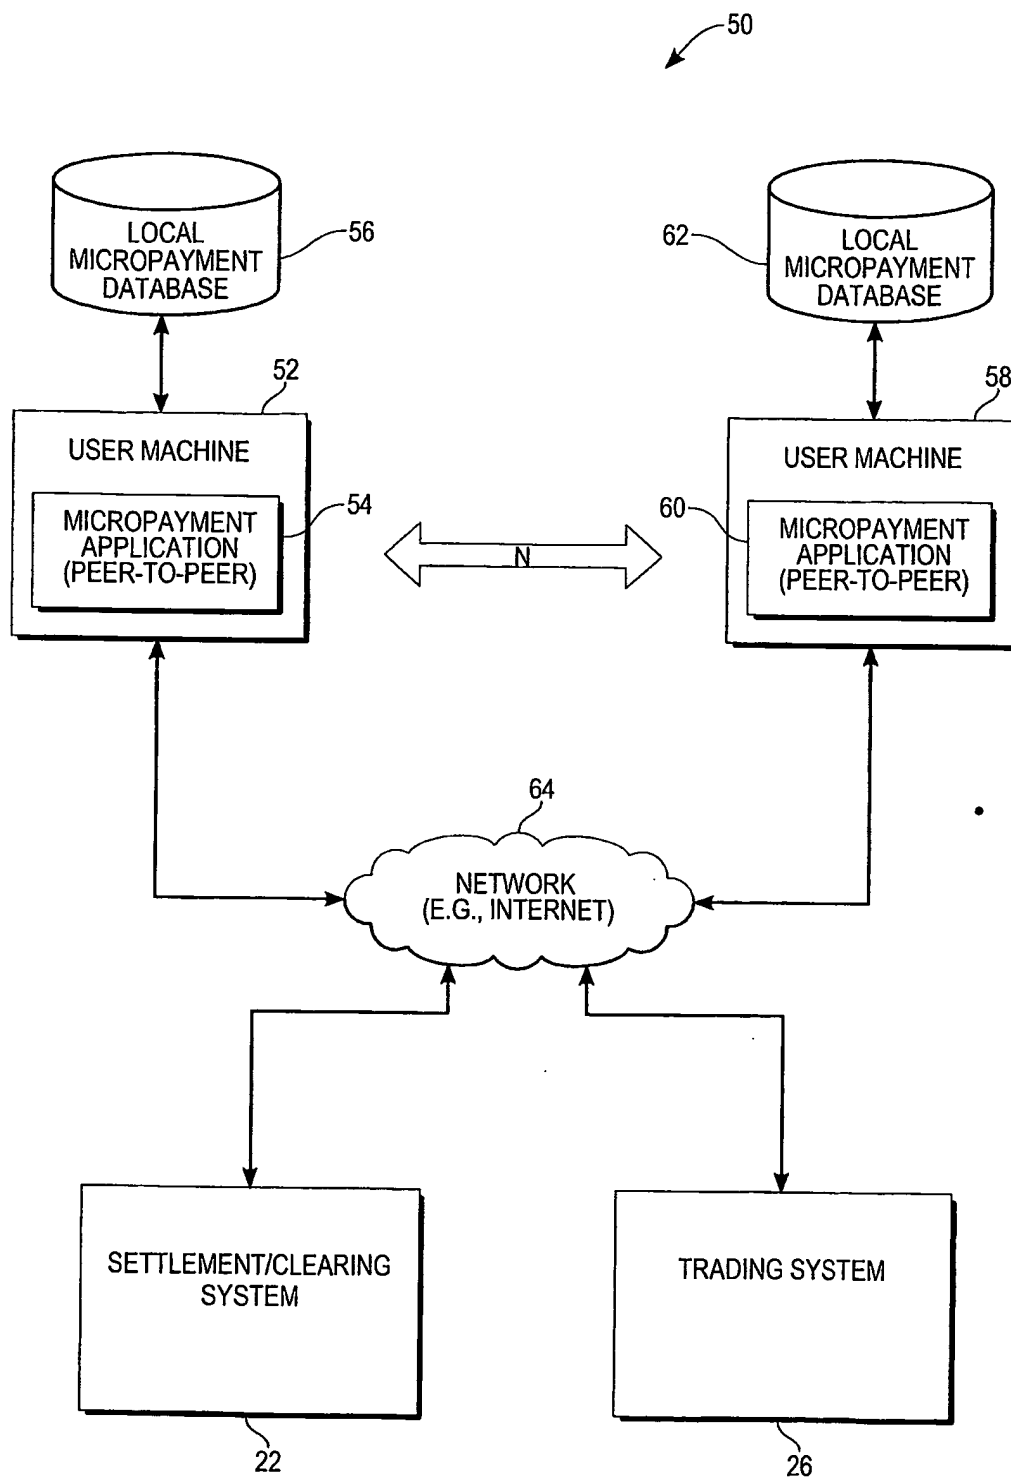 50
LOCAL
MICROPAYMENT
DATABASE
56
62
LOCAL
MICROPAYMENT
DATABASE
52
USER MACHINE
MICROPAYMENT
APPLICATION
(PEER-TO-PEER)
54
N
58
USER MACHINE
60
MICROPAYMENT
APPLICATION
(PEER-TO-PEER)
64
NETWORK
(E.G., INTERNET)
SETTLEMENT/CLEARING
SYSTEM
22
TRADING SYSTEM
26